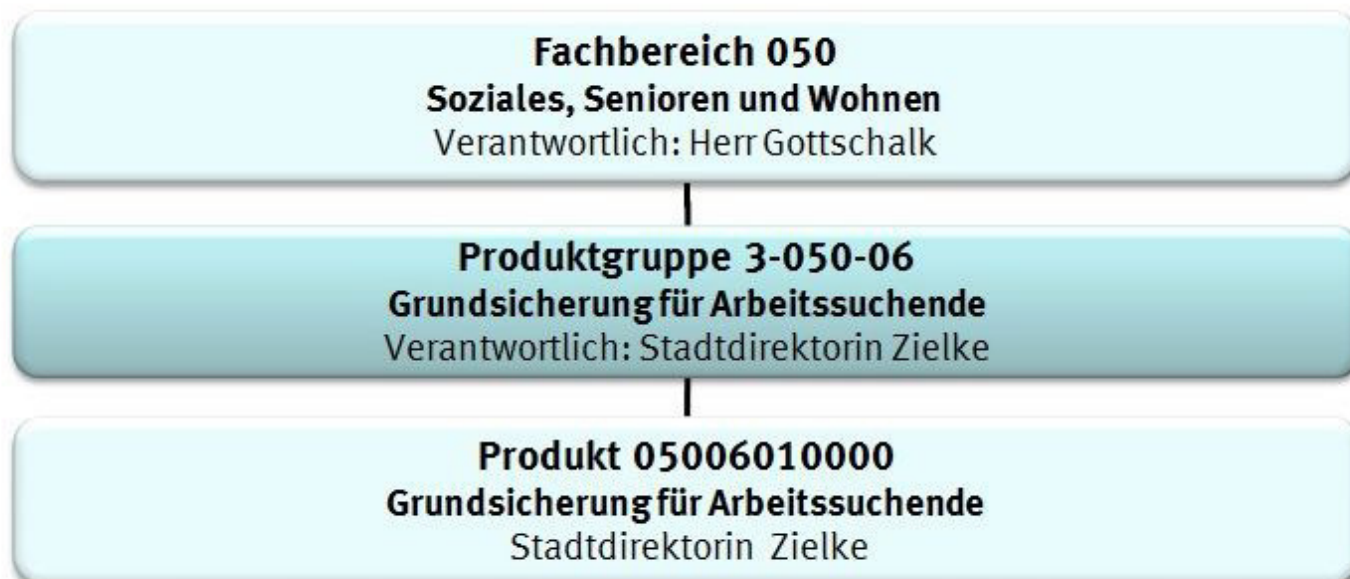 Fachbereich 050
Soziales, Senioren und Wohnen
Verantwortlich: Herr Gottschalk
Produktgruppe 3-050-06
Grundsicherung für Arbeitssuchende
Verantwortlich: Stadtdirektorin Zielke
Produkt 05006010000
Grundsicherung für Arbeitssuchende
Stadtdirektorin Zielke